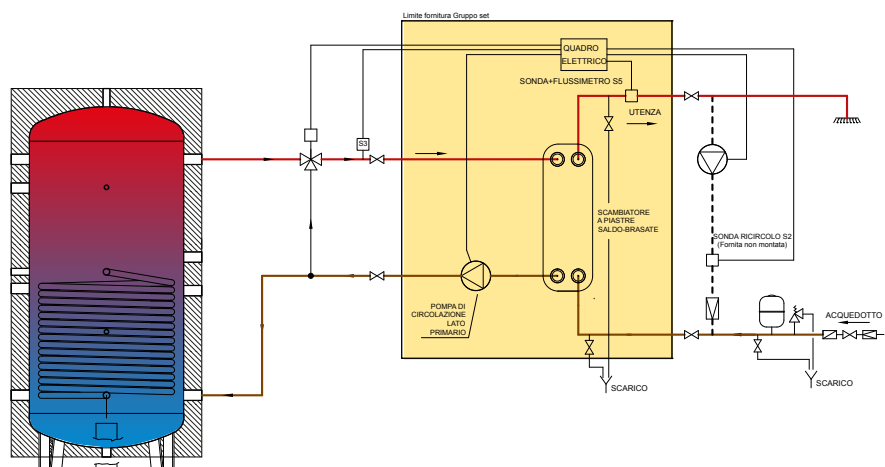 Limite fornitura Gruppo set
QUADRO
ELETTRICO
SONDA+FLUSSIMETRO S5
UTENZA
S3
SCAMBIATORE
A PIASTRE
SALDO-BRASATE
SONDA RICIRCOLO S2
(Fornita non montata)
POMPA DI
CIRCOLAZIONE
LATO
PRIMARIO
ACQUEDOTTO
SCARICO
SCARICO